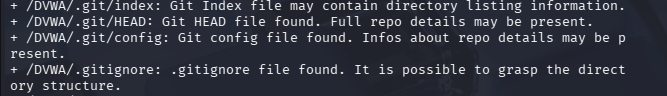 + /DVWA/.git/index: Git Index file may contain directory listing information.
+ /DVWA/.git/HEAD: Git HEAD file found. Full repo details may be present.
+ /DVWA/.git/config: Git config file found. Infos about repo details may be p
resent.
+ /DVWA/.gitignore: .gitignore file found. It is possible to grasp the direct
ory structure.